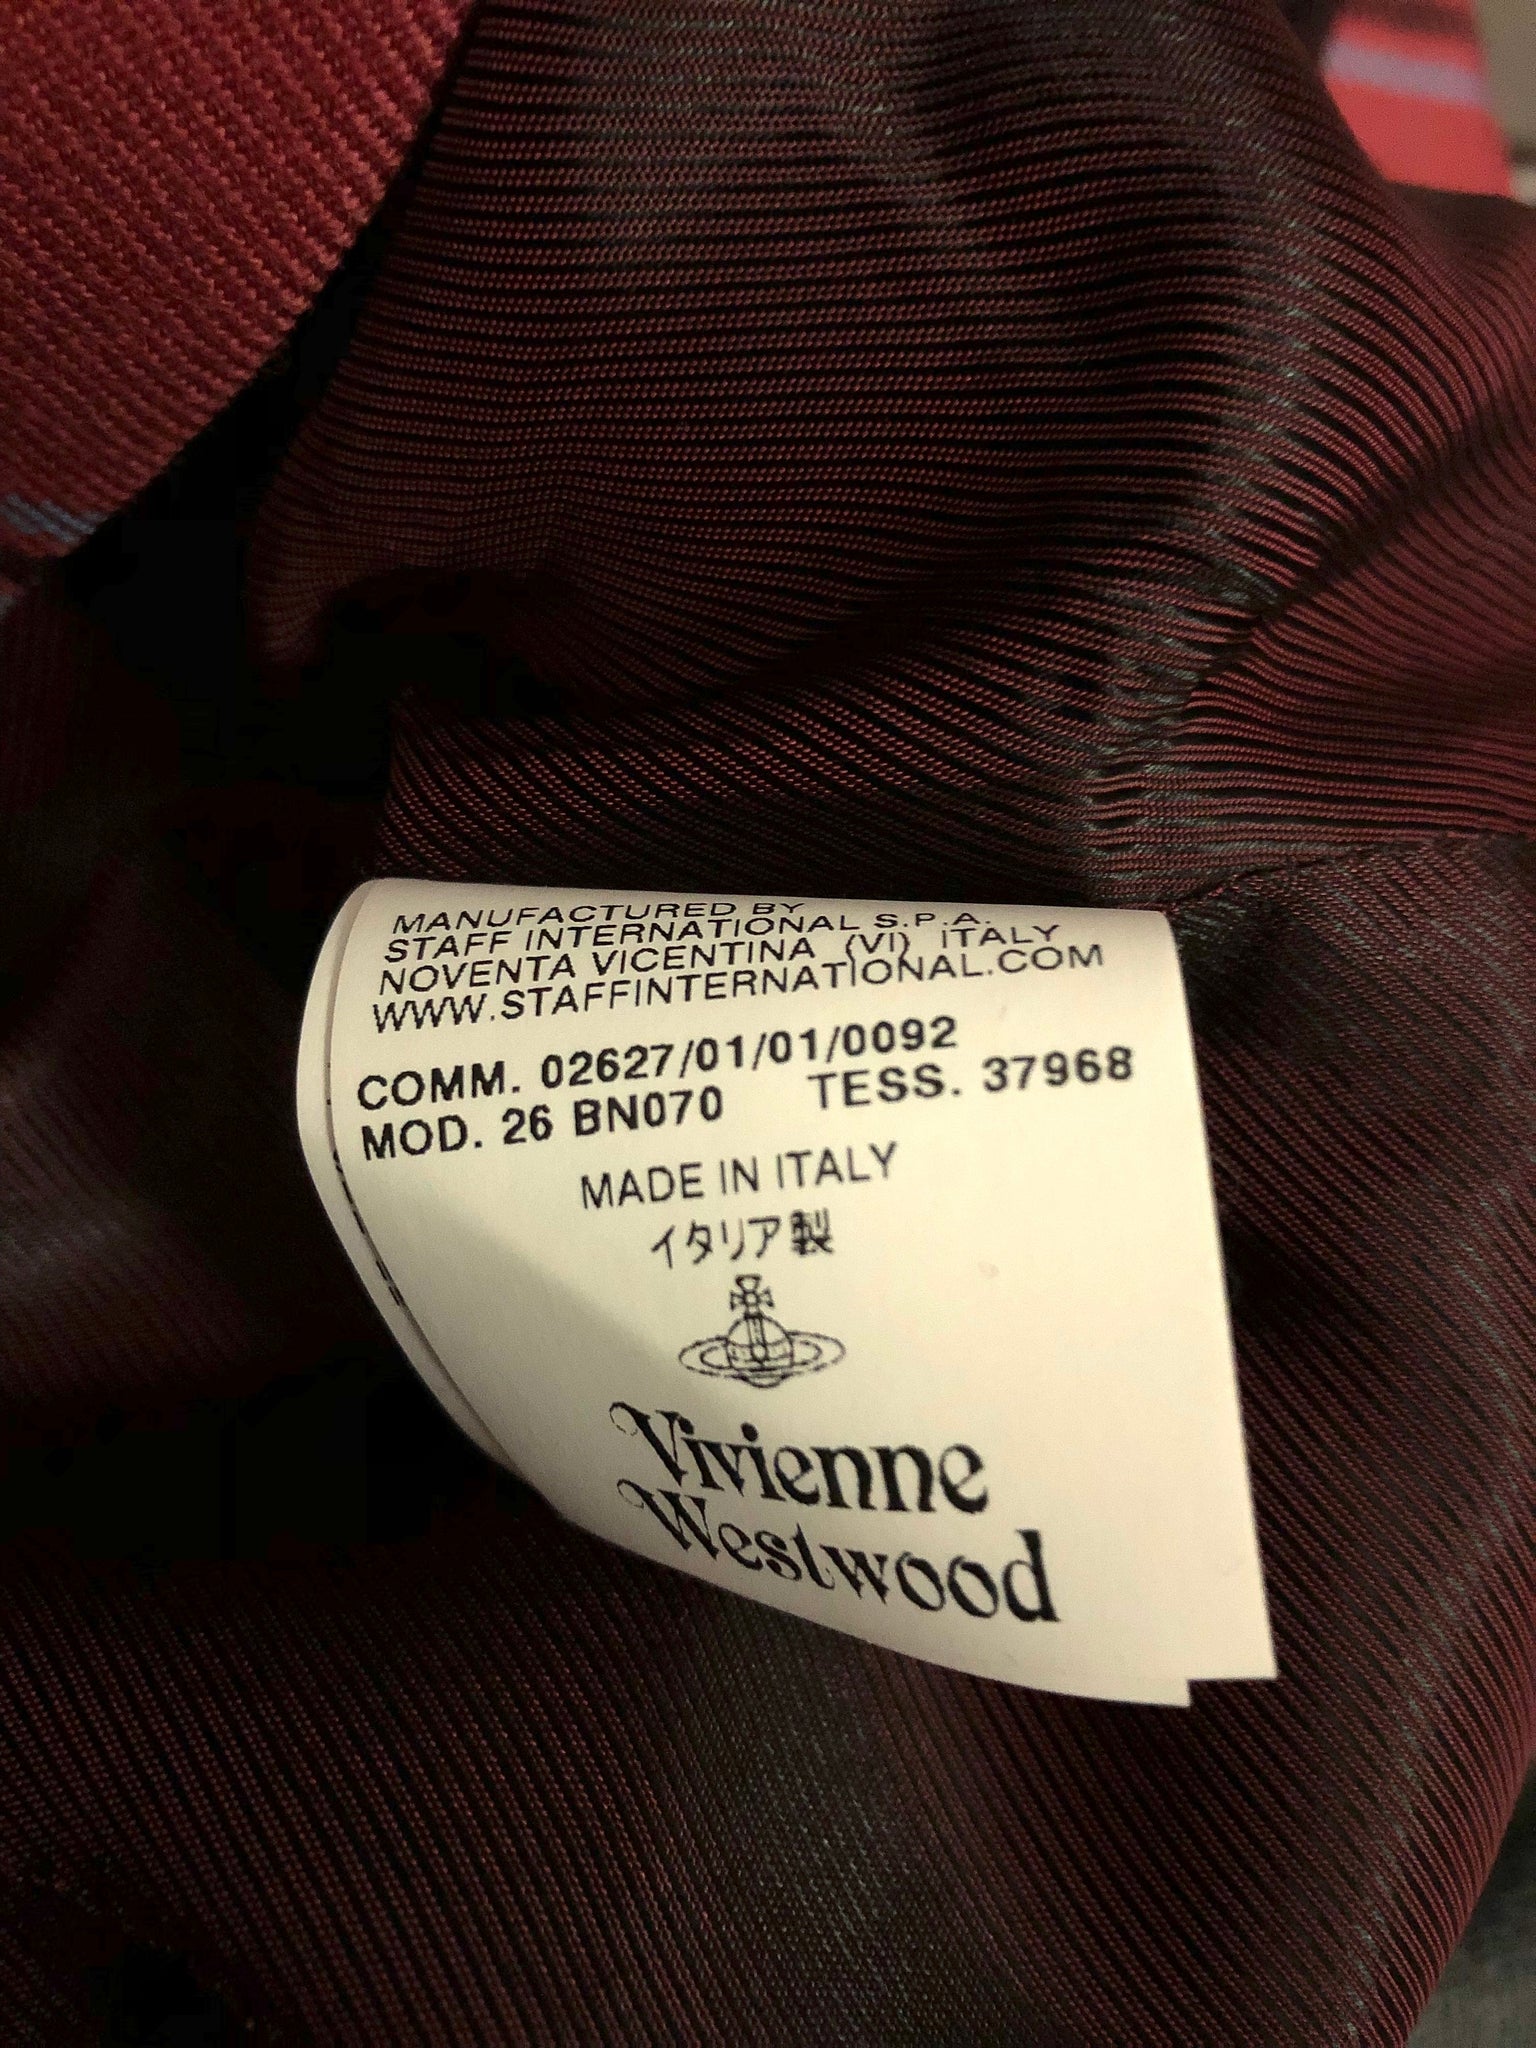 MANUFACTURED BY
STAFF INTERNATIONAL S.P.A.
NOVENTA VICENTINA (VI) ITALY
WWW.STAFFINTERNATIONAL.COM
COMM. 02627/01/01/0092
MOD. 26 BN070 TESS. 37968
MADE IN ITALY
イタリア製
Vivienne
Westwood